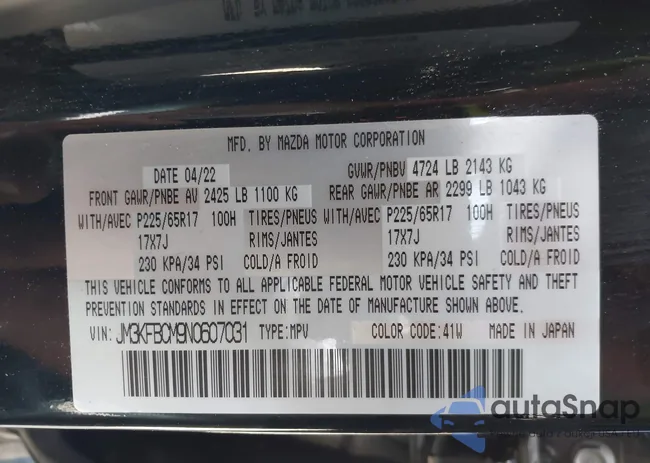 MFD. BY MAZDA MOTOR CORPORATION
DATE 04/22 GVWR/PNBV 4724 LB 2143 KG
FRONT GAWR/PNBE AV 2425 LB 1100 KG REAR GAWR/PNBE AR 2299 LB 1043 KG
WITH/AVEC P225/65R17 100H TIRES/PNEUS WITH/AVEC P225/65R17 100H TIRES/PNEUS
17X7J RIMS/JANTES 17X7J RIMS/JANTES
230 KPA/34 PSI COLD/A FROID 230 KPA/34 PSI COLD/A FROID
THIS VEHICLE CONFORMS TO ALL APPLICABLE FEDERAL MOTOR VEHICLE SAFETY AND THEFT
PREVENTION STANDARDS IN EFFECT ON THE DATE OF MANUFACTURE SHOWN ABOVE.
VIN: JM3KFBCM9N0607031 TYPE:MPV COLOR CODE:41W MADE IN JAPAN
autoSnap